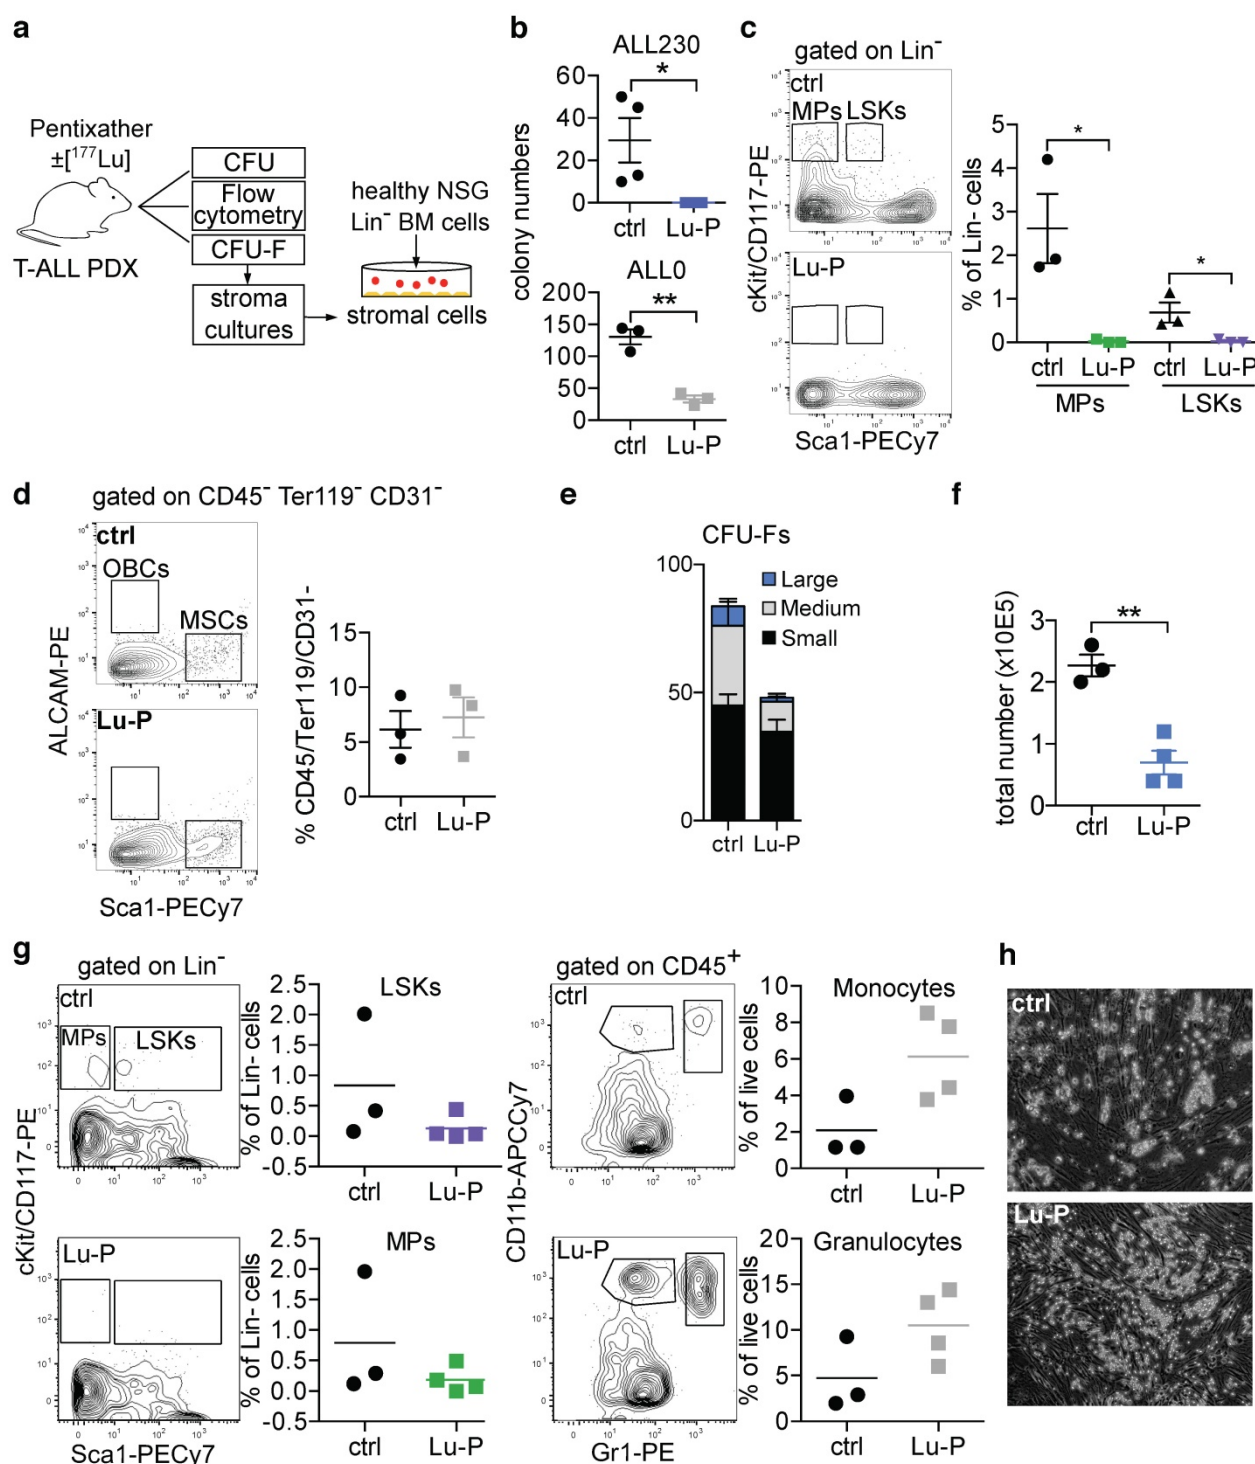 a
Pentixather
±[¹⁷⁷Lu]
T-ALL PDX
CFU
Flow
cytometry
CFU-F
stroma
cultures
healthy NSG
Lin⁻ BM cells
stromal cells
b
ALL230
*
60
40
20
0
ctrl
Lu-P
colony numbers
ALL0
**
200
150
100
50
0
ctrl
Lu-P
c
gated on Lin⁻
ctrl
MPs
LSKs
Lu-P
cKit/CD117-PE
Sca1-PECy7
% of Lin- cells
5
4
3
2
1
0
*
*
ctrl Lu-P ctrl Lu-P
MPs
LSKs
d
gated on CD45⁻ Ter119⁻ CD31⁻
ctrl
OBCs
MSCs
Lu-P
ALCAM-PE
Sca1-PECy7
% CD45/Ter119/CD31-
15
10
5
0
ctrl
Lu-P
e
CFU-Fs
100
50
0
Large
Medium
Small
ctrl Lu-P
f
total number (x10E5)
3
2
1
0
**
ctrl
Lu-P
g
gated on Lin⁻
ctrl
MPs
LSKs
Lu-P
cKit/CD117-PE
Sca1-PECy7
LSKs
% of Lin- cells
2.5
2.0
1.5
1.0
0.5
0.0
-0.5
ctrl
Lu-P
MPs
% of Lin- cells
2.5
2.0
1.5
1.0
0.5
0.0
-0.5
ctrl
Lu-P
gated on CD45⁺
ctrl
Lu-P
CD11b-APCCy7
Gr1-PE
Monocytes
% of live cells
10
8
6
4
2
0
ctrl
Lu-P
Granulocytes
% of live cells
20
15
10
5
0
ctrl
Lu-P
h
ctrl
Lu-P